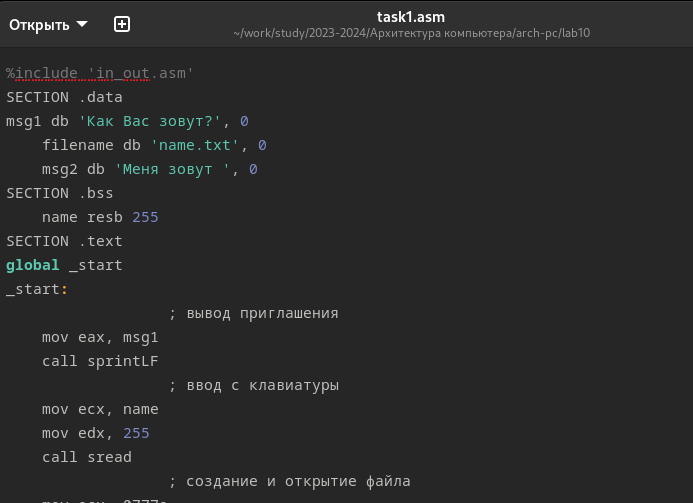 Открыть
task1.asm
~/work/study/2023-2024/Архитектура компьютера/arch-pc/lab10
%include 'in_out.asm'
SECTION .data
msg1 db 'Как Вас зовут?', 0
filename db 'name.txt', 0
msg2 db 'Меня зовут ', 0
SECTION .bss
name resb 255
SECTION .text
global _start
_start:
; вывод приглашения
mov eax, msg1
call sprintLF
; ввод с клавиатуры
mov ecx, name
mov edx, 255
call sread
; создание и открытие файла